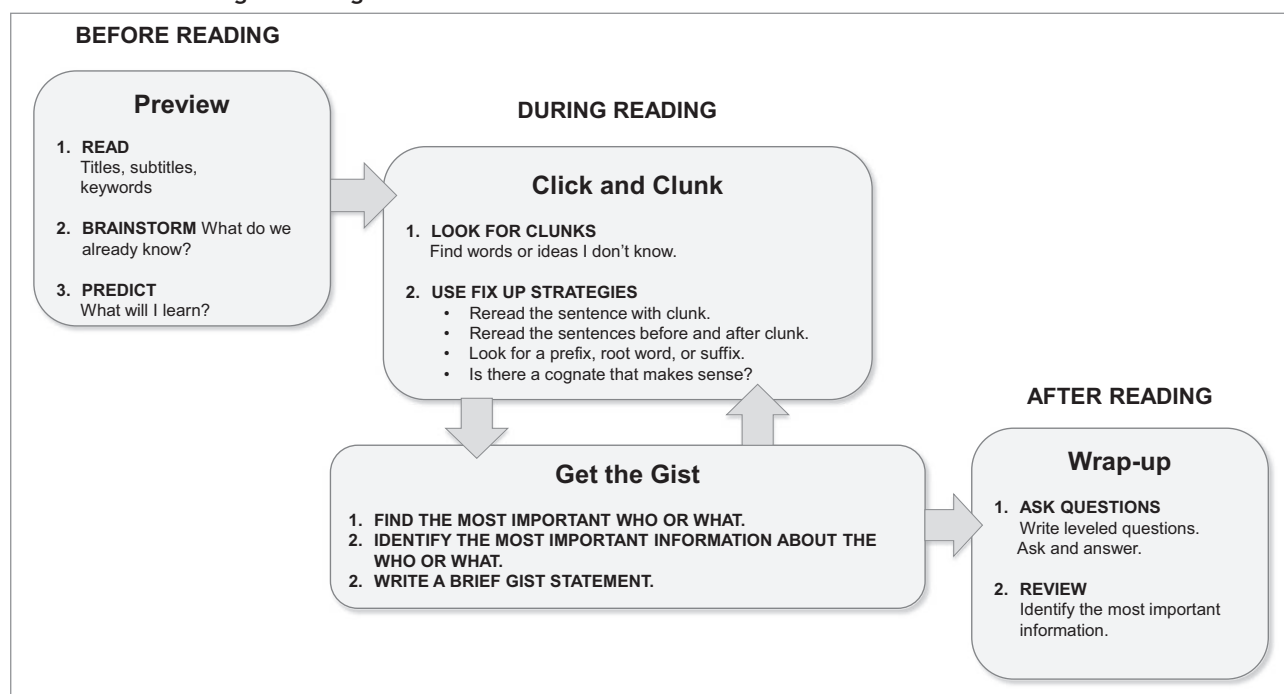 BEFORE READING
Preview
1. READ
Titles, subtitles,
keywords
2. BRAINSTORM What do we
already know?
3. PREDICT
What will I learn?
DURING READING
Click and Clunk
1. LOOK FOR CLUNKS
Find words or ideas I don’t know.
2. USE FIX UP STRATEGIES
• Reread the sentence with clunk.
• Reread the sentences before and after clunk.
• Look for a prefix, root word, or suffix.
• Is there a cognate that makes sense?
Get the Gist
1. FIND THE MOST IMPORTANT WHO OR WHAT.
2. IDENTIFY THE MOST IMPORTANT INFORMATION ABOUT THE
WHO OR WHAT.
2. WRITE A BRIEF GIST STATEMENT.
AFTER READING
Wrap-up
1. ASK QUESTIONS
Write leveled questions.
Ask and answer.
2. REVIEW
Identify the most important
information.